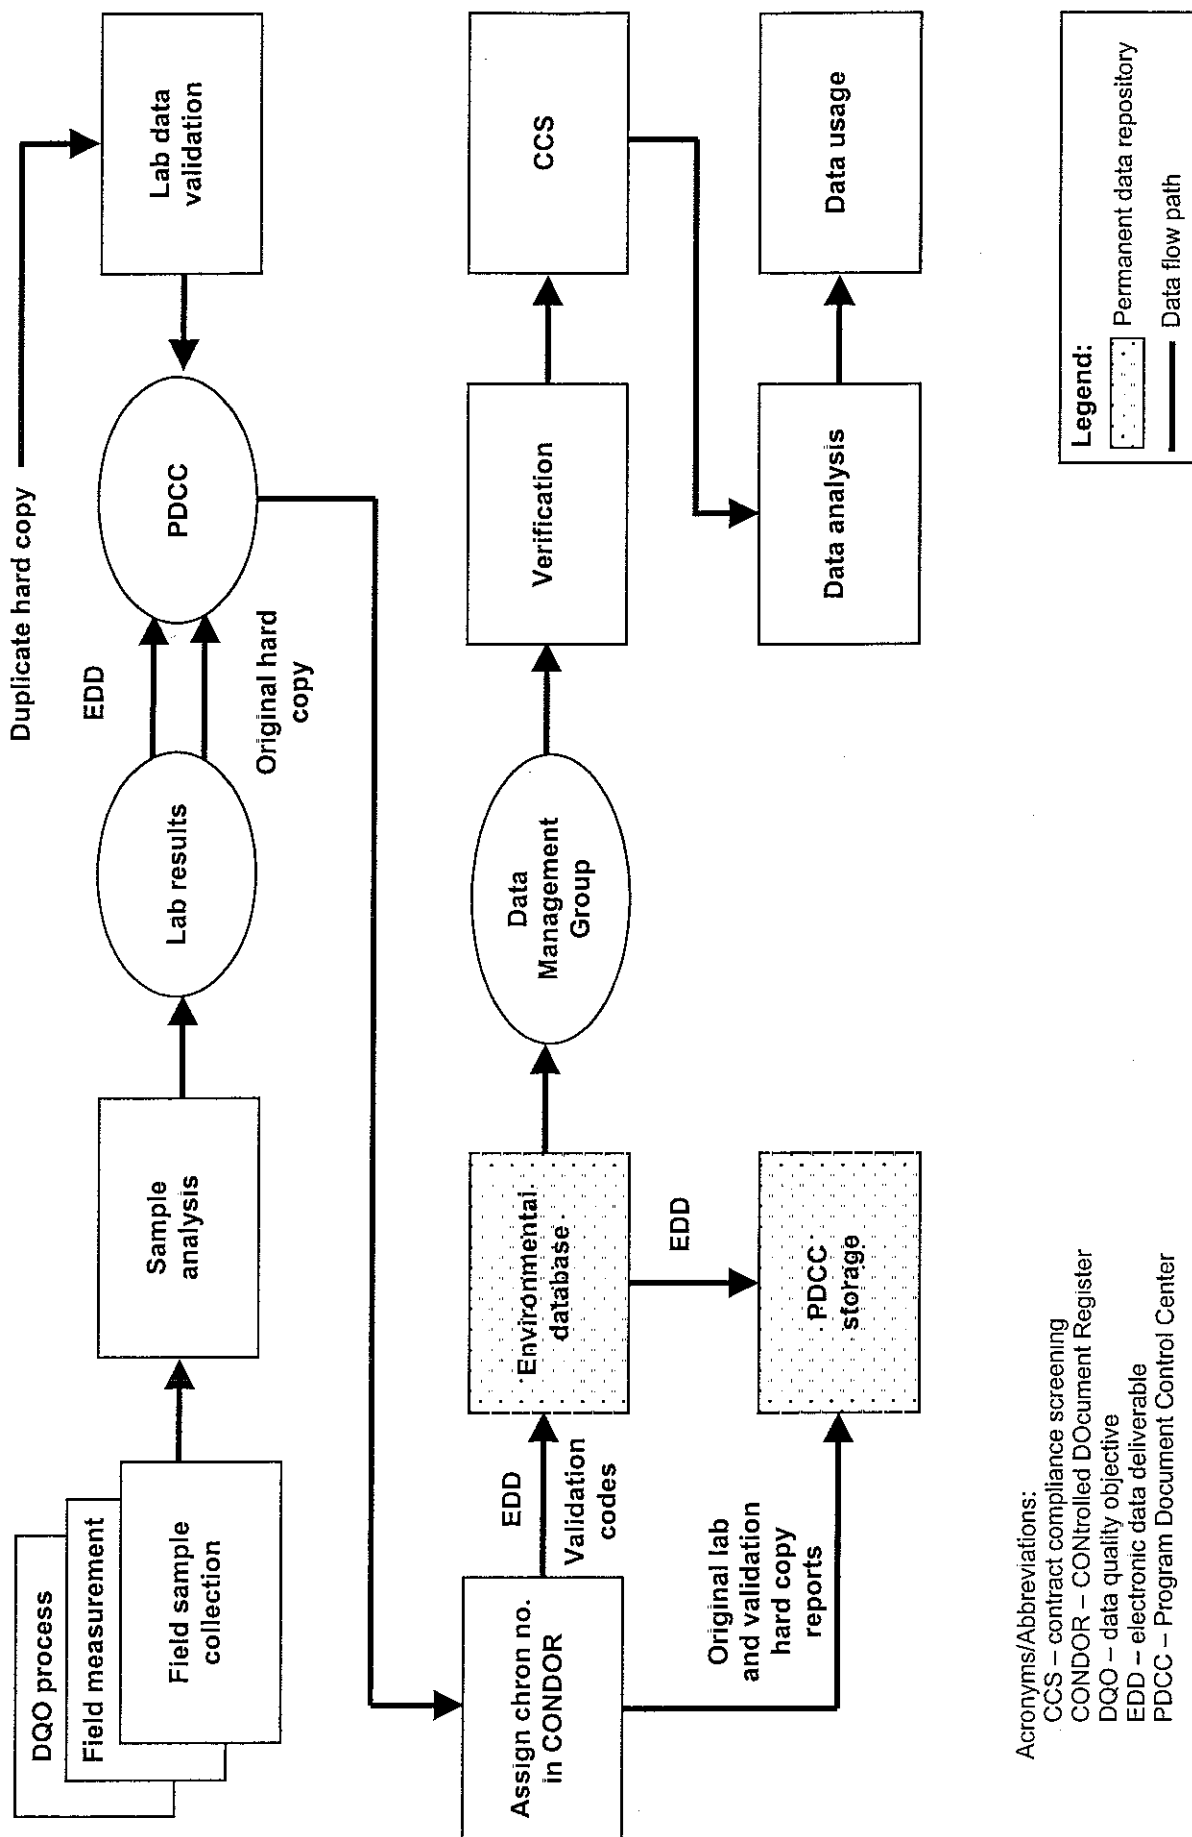 Duplicate hard copy
DQO process
Field measurement
Field sample
collection
Sample
analysis
Lab results
EDD
Original hard
copy
PDCC
Lab data
validation
Assign chron no.
in CONDOR
EDD
Validation
codes
Original lab
and validation
hard copy
reports
Environmental
database
EDD
PDCC
storage
Data
Management
Group
Verification
CCS
Data analysis
Data usage
Acronyms/Abbreviations:
CCS – contract compliance screening
CONDOR – CONtrolled DOcument Register
DQO – data quality objective
EDD – electronic data deliverable
PDCC – Program Document Control Center
Legend:
Permanent data repository
Data flow path